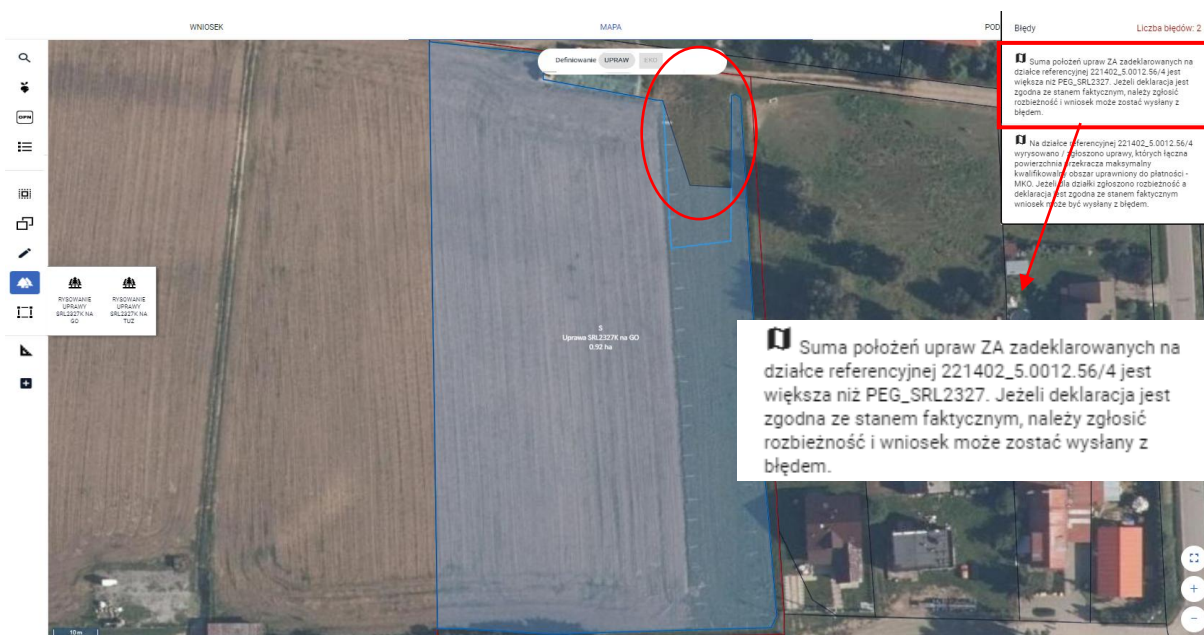 WNIOSEK
MAPA
POD
Błędy
Liczba błędów: 2
Definiowanie UPRAW EKO
Suma położeń upraw ZA zadeklarowanych na
działce referencyjnej 221402_5.0012.56/4 jest
większa niż PEG_SRL2327. Jeżeli deklaracja jest
zgodna ze stanem faktycznym, należy zgłosić
rozbieżność i wniosek może zostać wysłany z
błędem.
Na działce referencyjnej 221402_5.0012.56/4
wyrysowano / zgłoszono uprawy, których łączna
powierzchnia przekracza maksymalny
kwalifikowalny obszar uprawniony do płatności -
MKO. Jeżeli dla działki zgłoszono rozbieżność a
deklaracja jest zgodna ze stanem faktycznym
wniosek może być wysłany z błędem.
OPN
RYSOWANIE
UPRAWY
SRL2327K NA
GO
RYSOWANIE
UPRAWY
SRL2327K NA
TUZ
5
Uprawa SRL2327K na GO
0.92 ha
Suma położeń upraw ZA zadeklarowanych na
działce referencyjnej 221402_5.0012.56/4 jest
większa niż PEG_SRL2327. Jeżeli deklaracja jest
zgodna ze stanem faktycznym, należy zgłosić
rozbieżność i wniosek może zostać wysłany z
błędem.
10 m